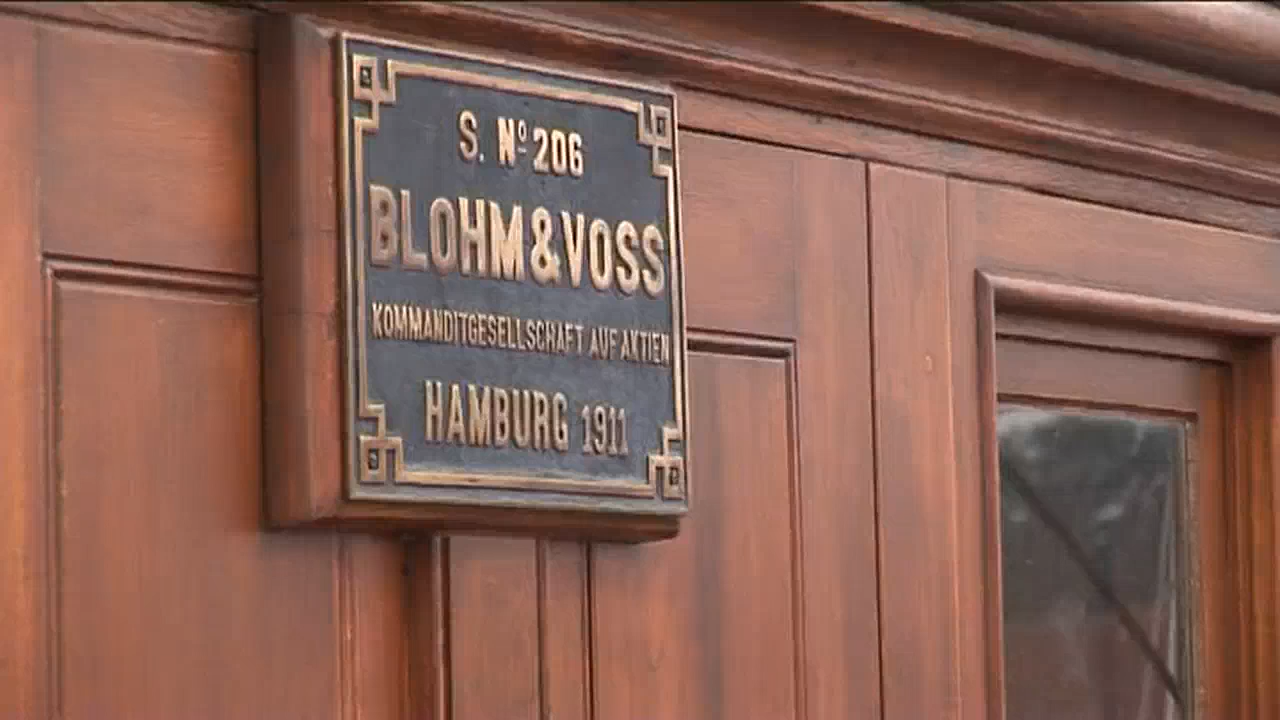 S. Nº 206
BLOHM & VOSS
KOMMANDITGESELLSCHAFT AUF AKTIEN
HAMBURG 1911